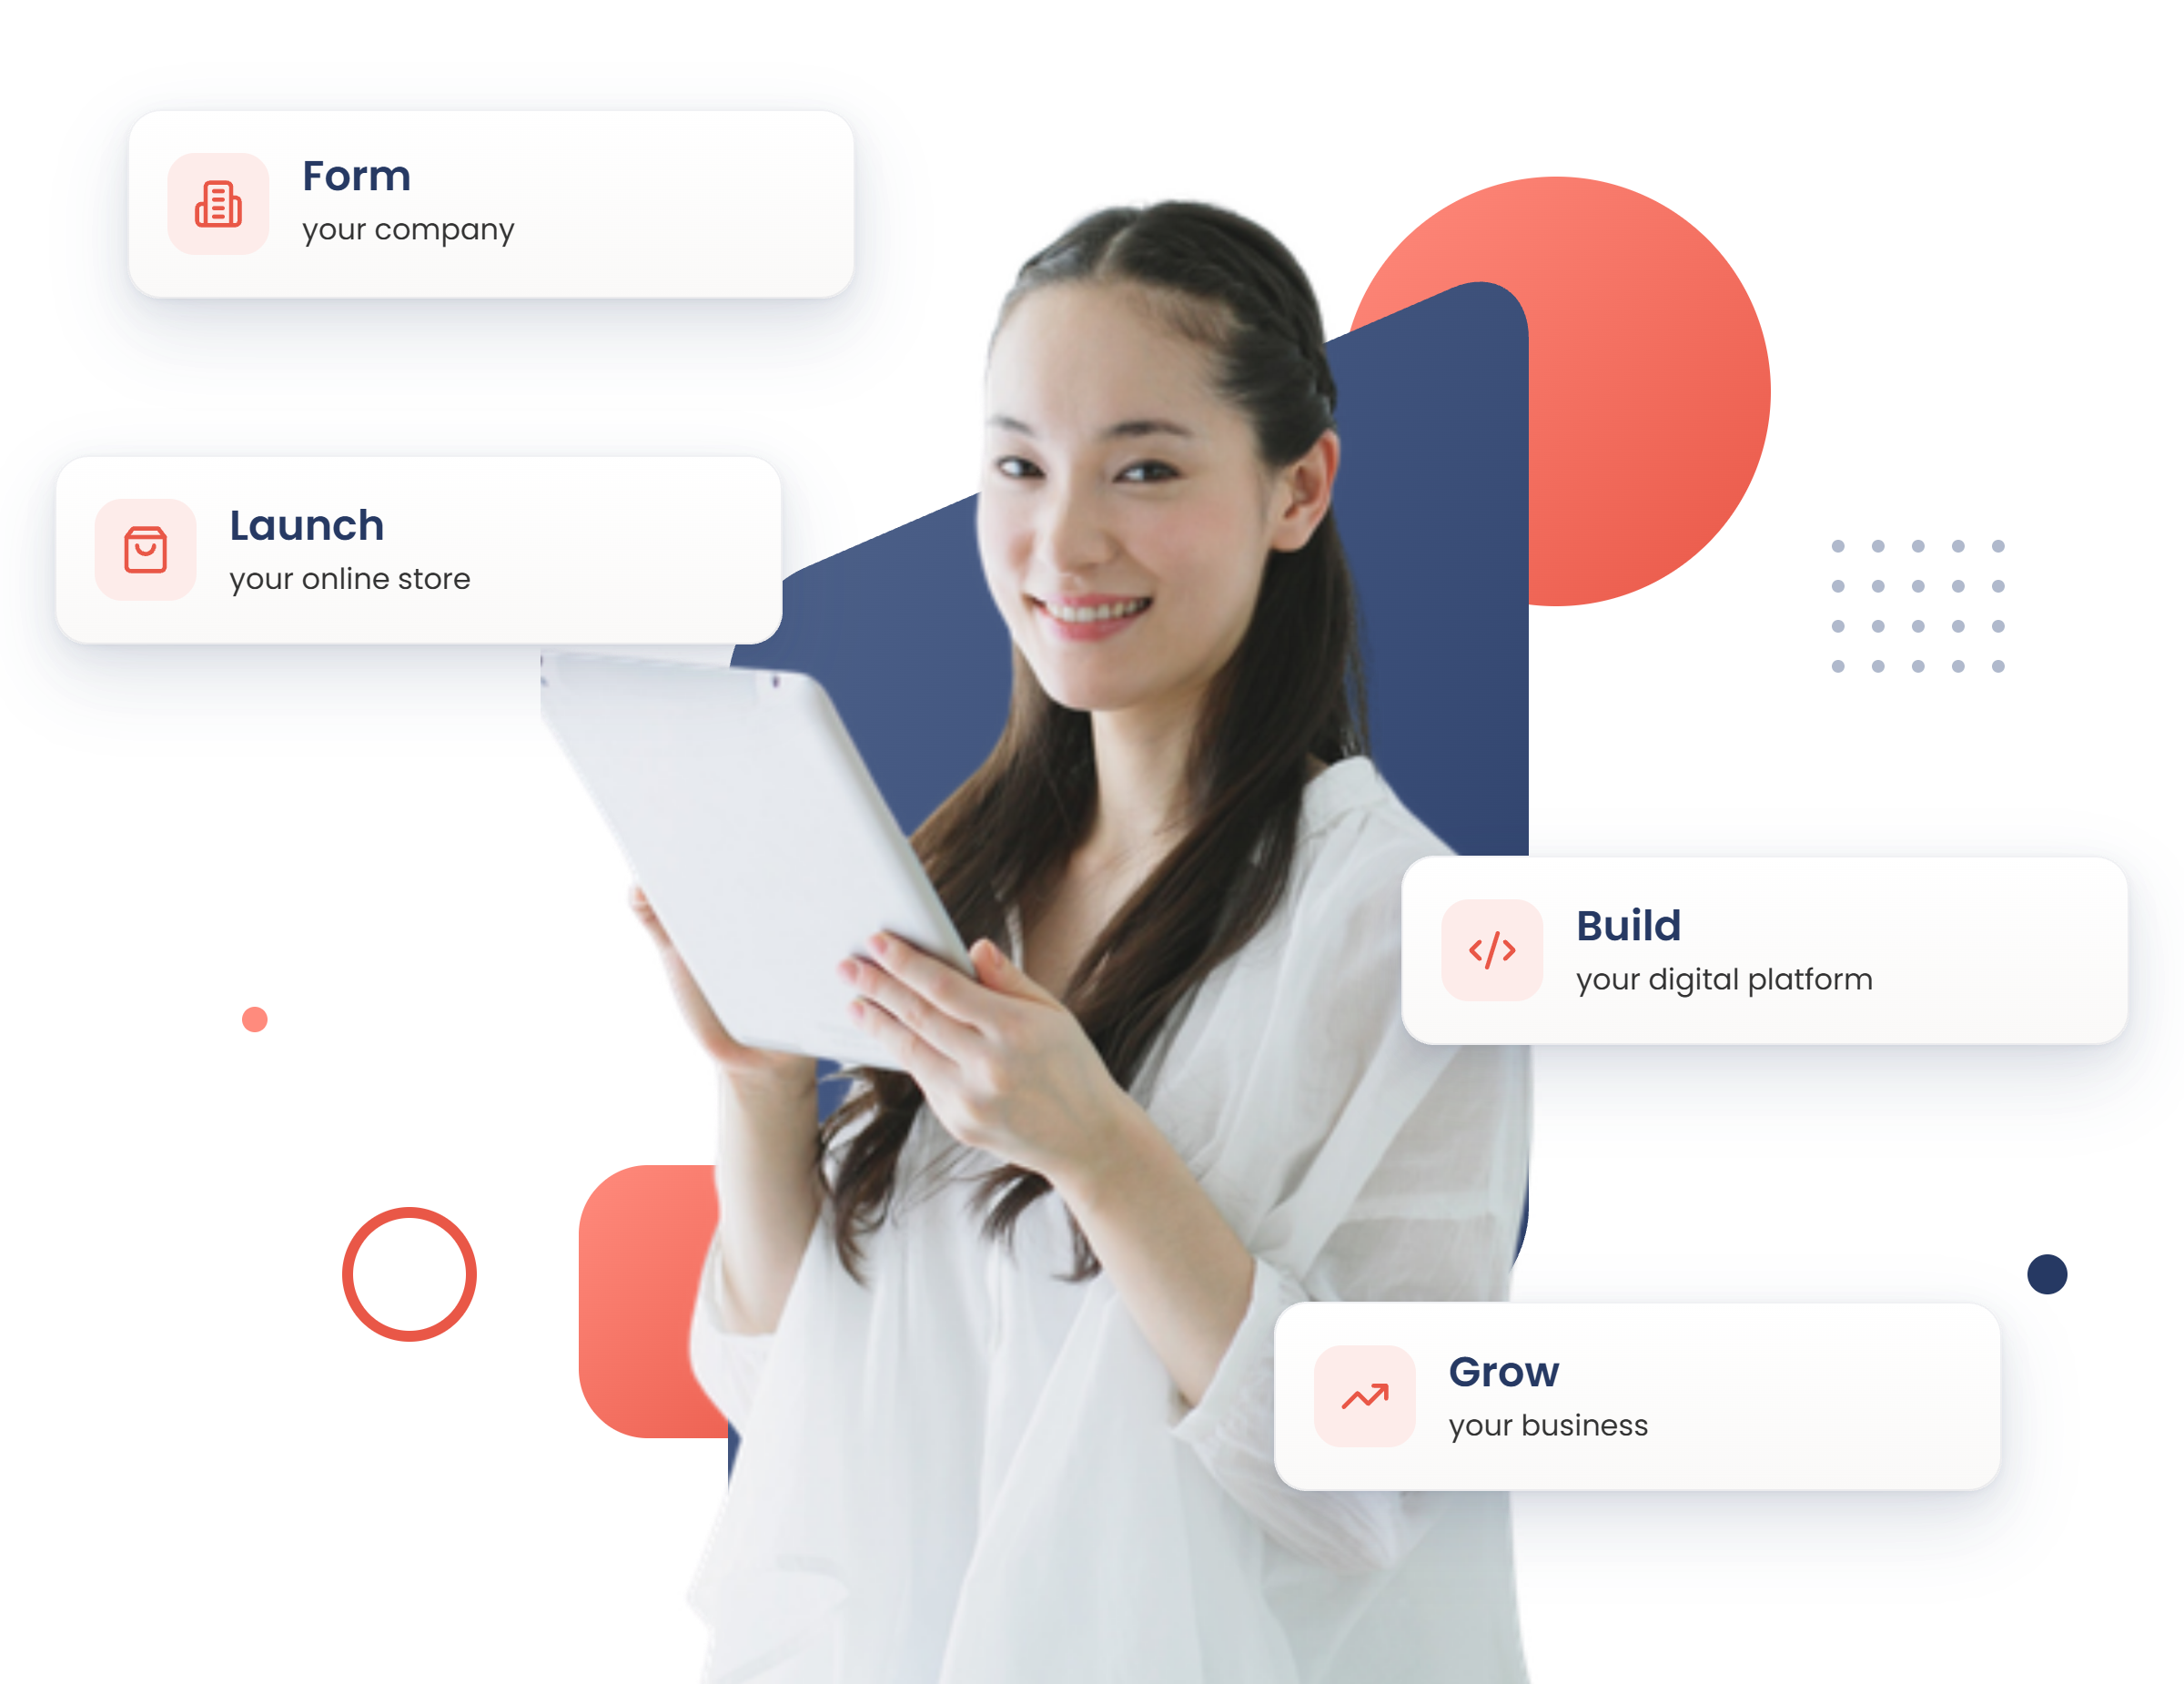 Form
your company
Launch
your online store
Build
your digital platform
Grow
your business